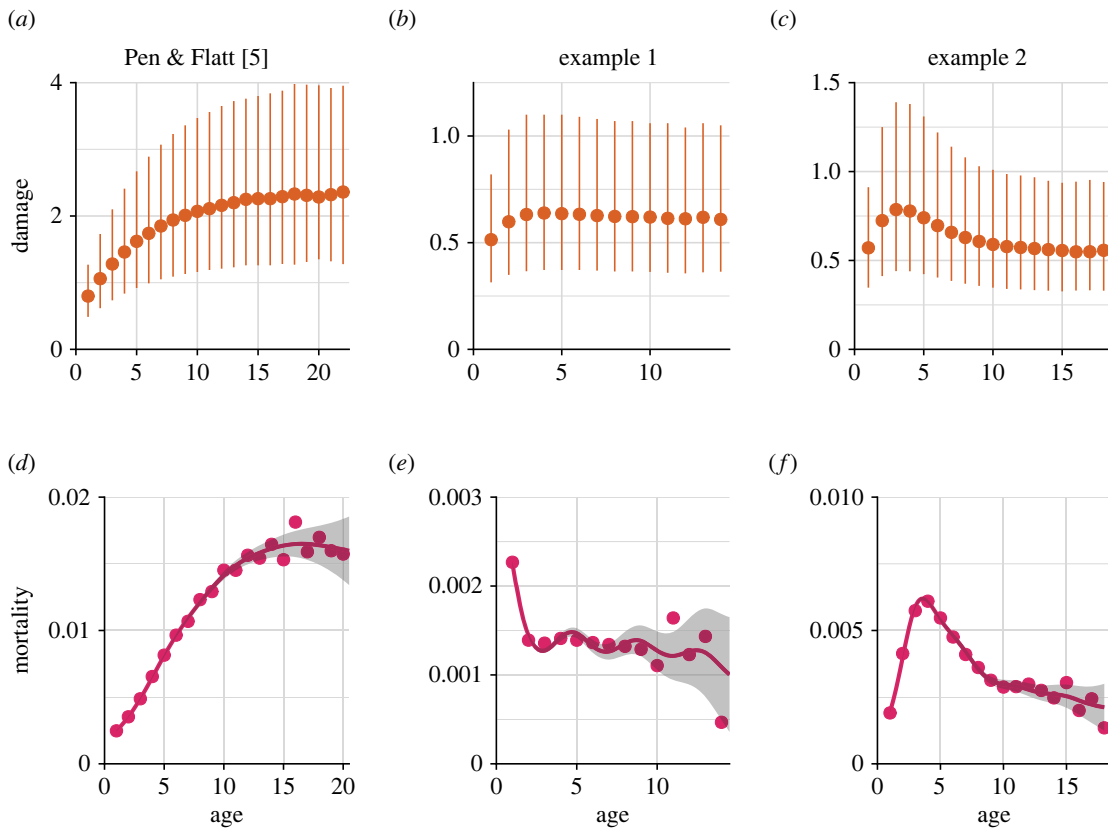 (a)
(b)
(c)
Pen & Flatt [5]
example 1
example 2
damage
4
2
0
0 5 10 15 20
1.0
0.5
0
0 5 10
1.5
1.0
0.5
0
0 5 10 15
(d)
(e)
(f)
mortality
0.02
0.01
0
0 5 10 15 20
age
0.003
0.002
0.001
0
0 5 10
age
0.010
0.005
0
0 5 10 15
age